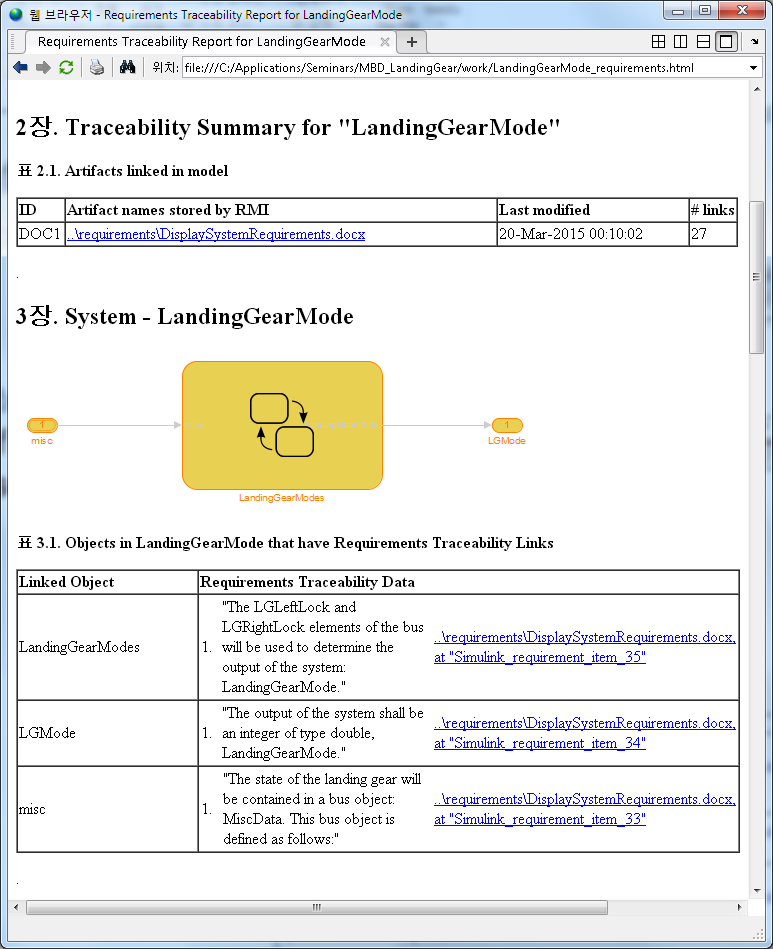 웹 브라우저 - Requirements Traceability Report for LandingGearMode
Requirements Traceability Report for LandingGearMode
위치: file:///C:/Applications/Seminars/MBD_LandingGear/work/LandingGearMode_requirements.html
2장. Traceability Summary for "LandingGearMode"
표 2.1. Artifacts linked in model
ID Artifact names stored by RMI Last modified # links
DOC1 ..\requirements\DisplaySystemRequirements.docx 20-Mar-2015 00:10:02 27
.
3장. System - LandingGearMode
1
1
misc
LGMode
LandingGearModes
표 3.1. Objects in LandingGearMode that have Requirements Traceability Links
Linked Object Requirements Traceability Data
LandingGearModes
1.
"The LGLeftLock and
LGRightLock elements of the bus
will be used to determine the
output of the system:
LandingGearMode."
..\requirements\DisplaySystemRequirements.docx,
at "Simulink_requirement_item_35"
LGMode
1.
"The output of the system shall be
an integer of type double,
LandingGearMode."
..\requirements\DisplaySystemRequirements.docx,
at "Simulink_requirement_item_34"
misc
1.
"The state of the landing gear will
be contained in a bus object:
MiscData. This bus object is
defined as follows:"
..\requirements\DisplaySystemRequirements.docx,
at "Simulink_requirement_item_33"
.